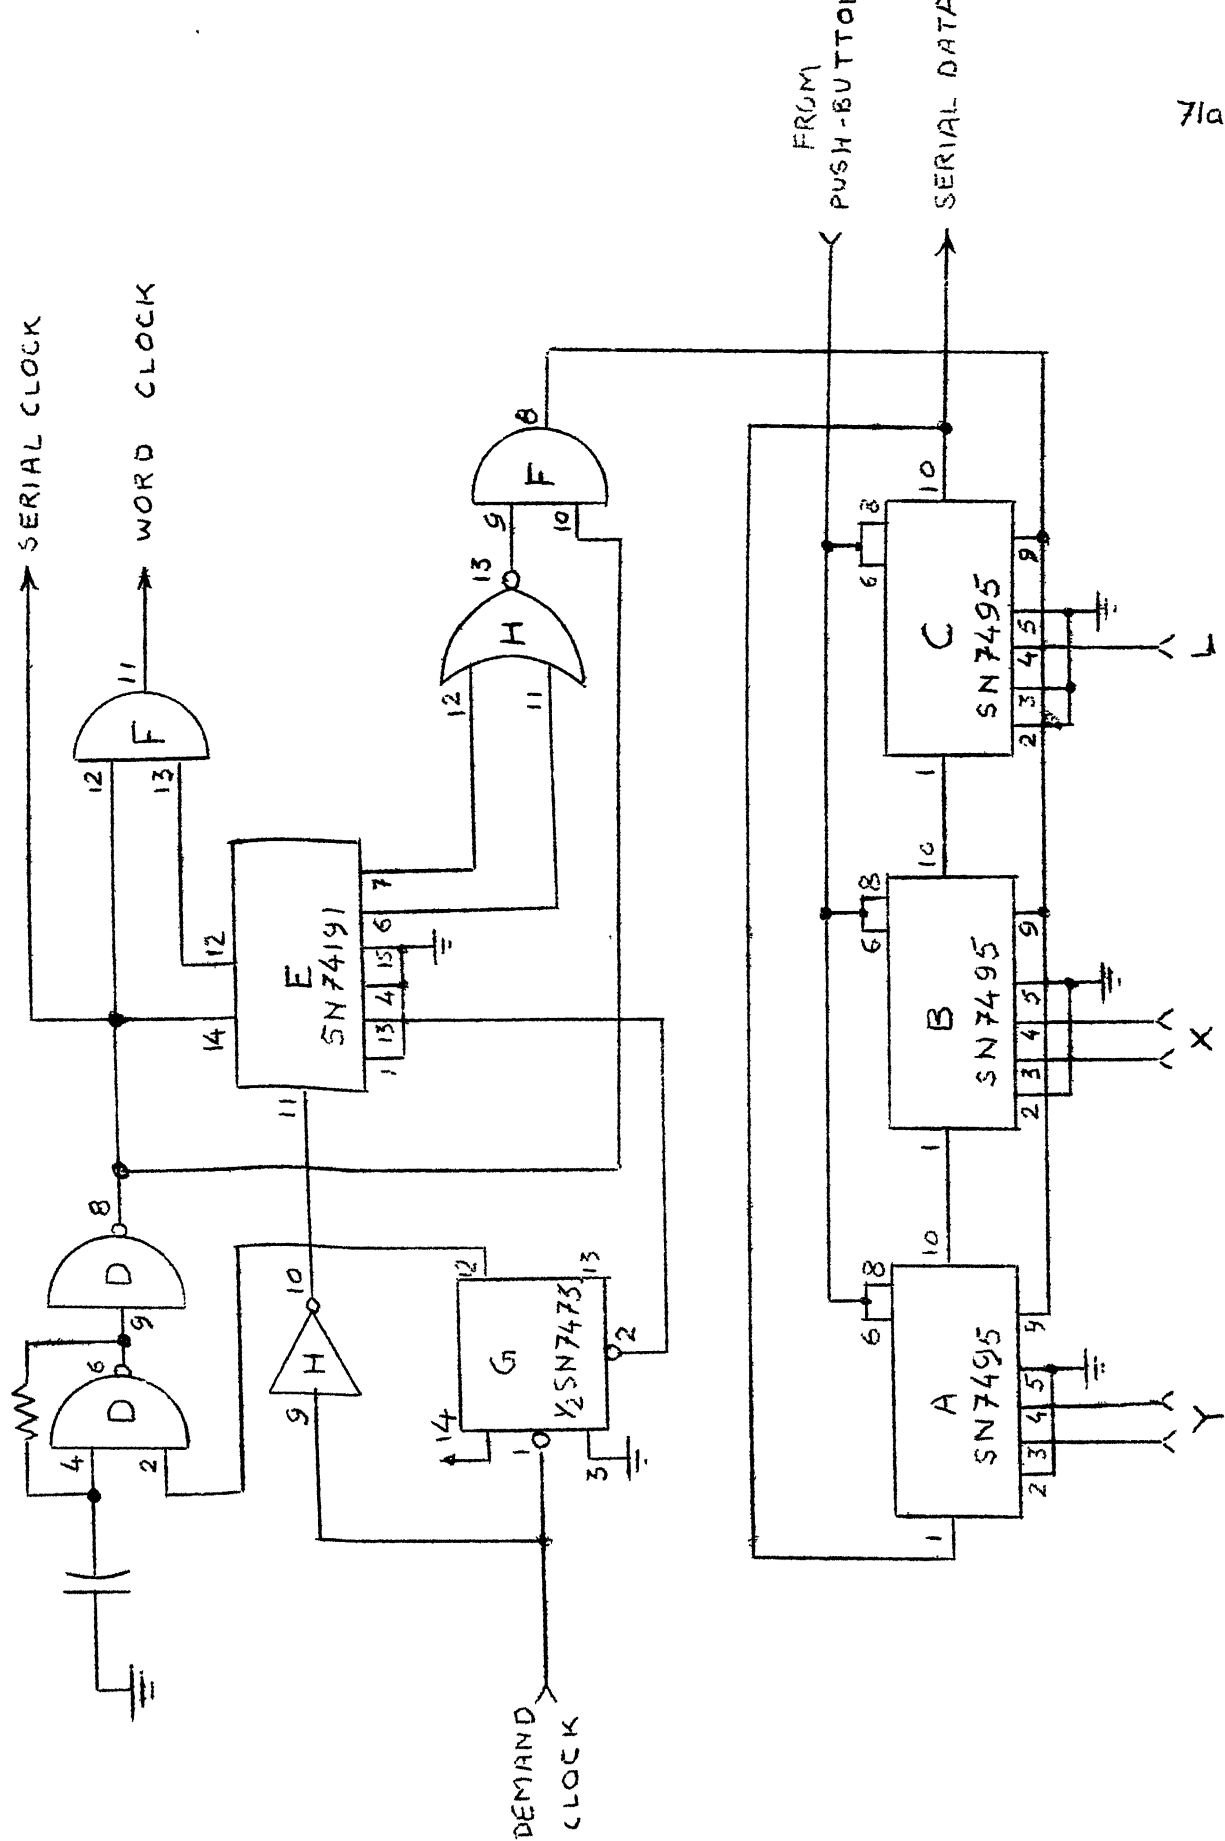 SERIAL CLOCK
WORD CLOCK
12
F
11
13
8
D
9
6
D
4
2
14
12
E
SN74191
11
1
13
4
15
6
7
12
H
13
11
9
F
8
10
10
H
9
12
13
G
½SN7473
14
1
2
3
DEMAND
CLOCK
FROM
PUSH-BUTTON
SERIAL DATA
6
8
A
SN7495
1
10
2
3
4
5
9
Y
6
8
B
SN7495
1
10
2
3
4
5
9
X
6
8
C
SN7495
1
10
2
3
4
5
9
L
71a